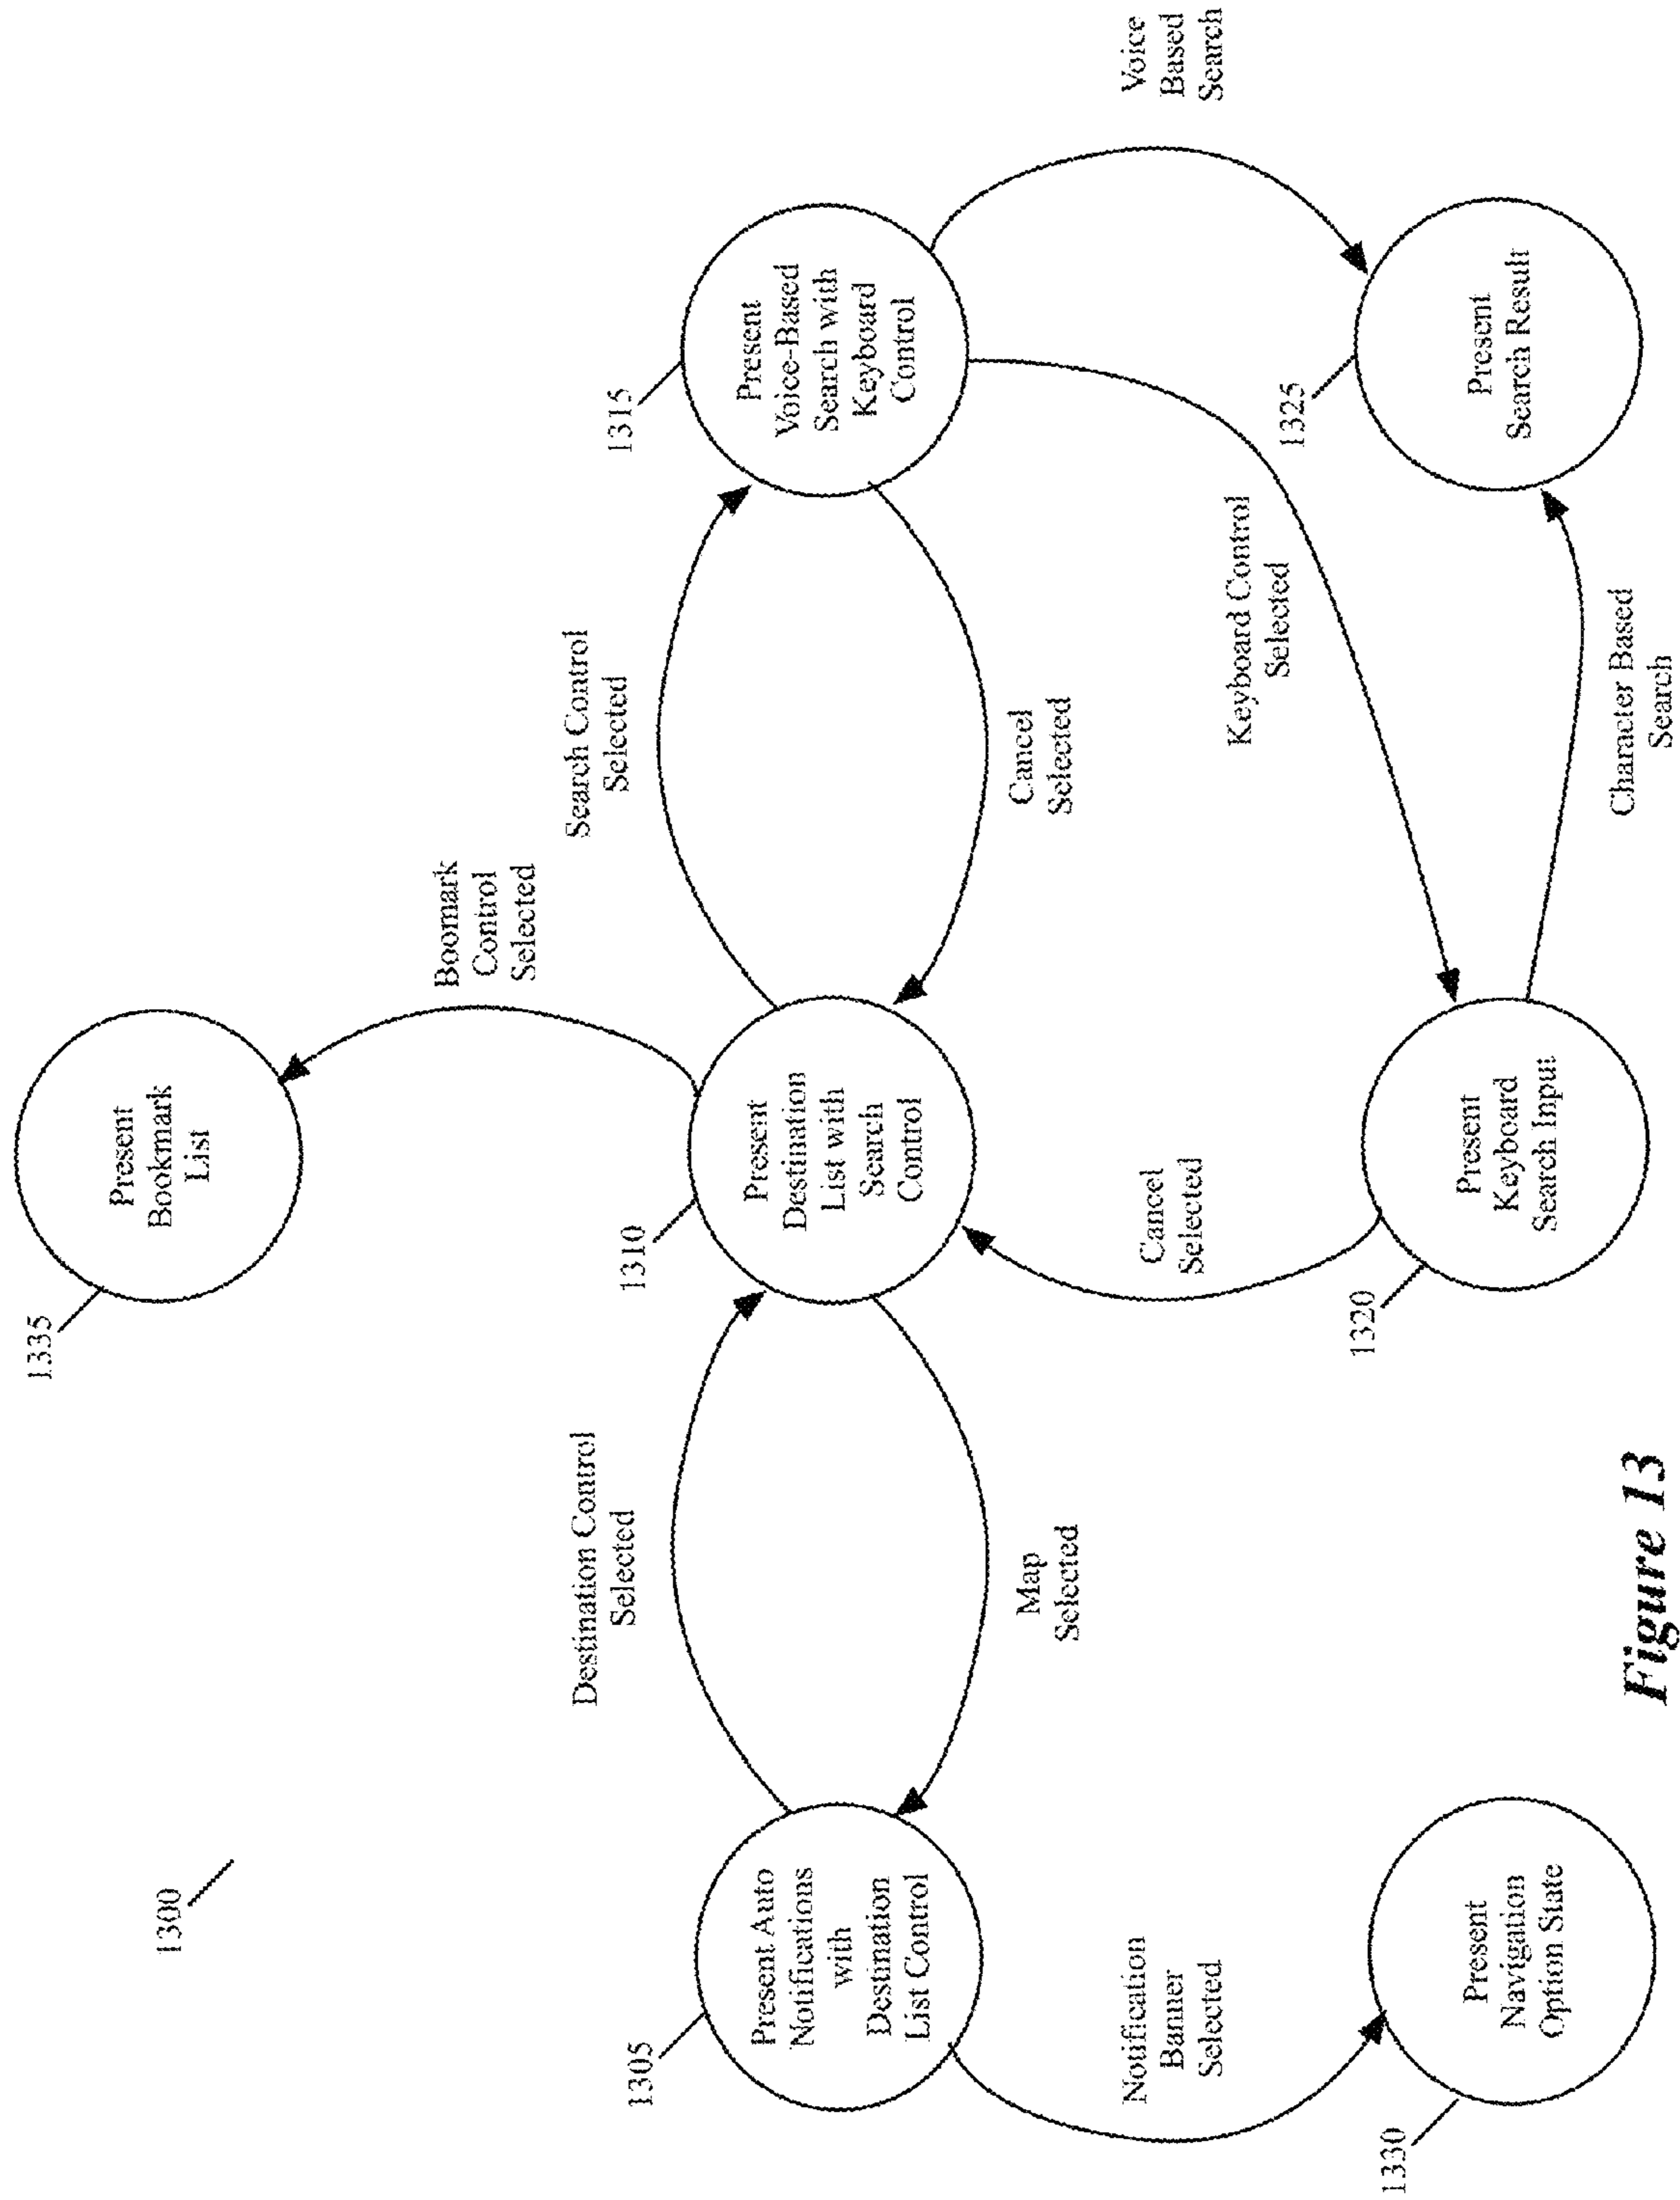 1300
1335
Present
Bookmark
List
Boomark
Control
Selected
Destination Control
Selected
Search Control
Selected
1305
Present Auto
Notifications
with
Destination
List Control
1310
Present
Destination
List with
Search
Control
1315
Present
Voice-Based
Search with
Keyboard
Control
Map
Selected
Cancel
Selected
Notification
Banner
Selected
Cancel
Selected
Keyboard Control
Selected
Voice
Based
Search
1330
Present
Navigation
Option State
1320
Present
Keyboard
Search Input
1325
Present
Search Result
Character Based
Search
Figure 13